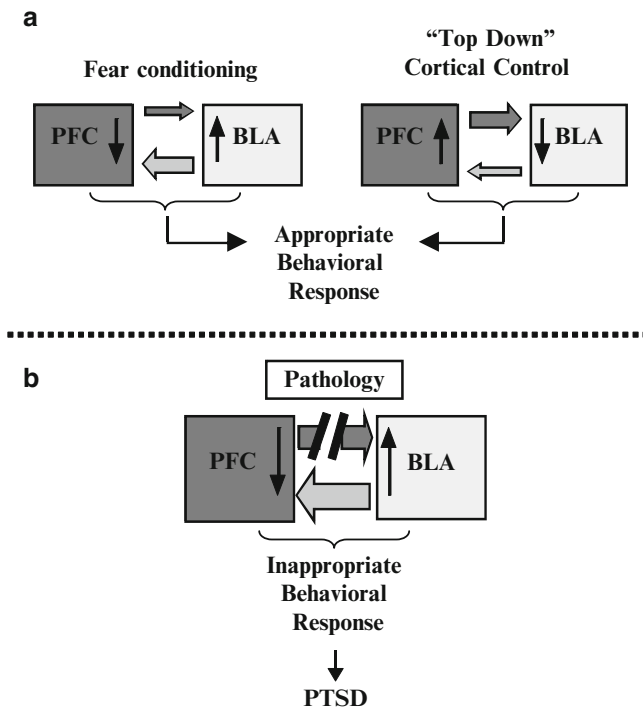 a
Fear conditioning
“Top Down”
Cortical Control
PFC
BLA
PFC
BLA
Appropriate
Behavioral
Response
b
Pathology
PFC
BLA
Inappropriate
Behavioral
Response
PTSD